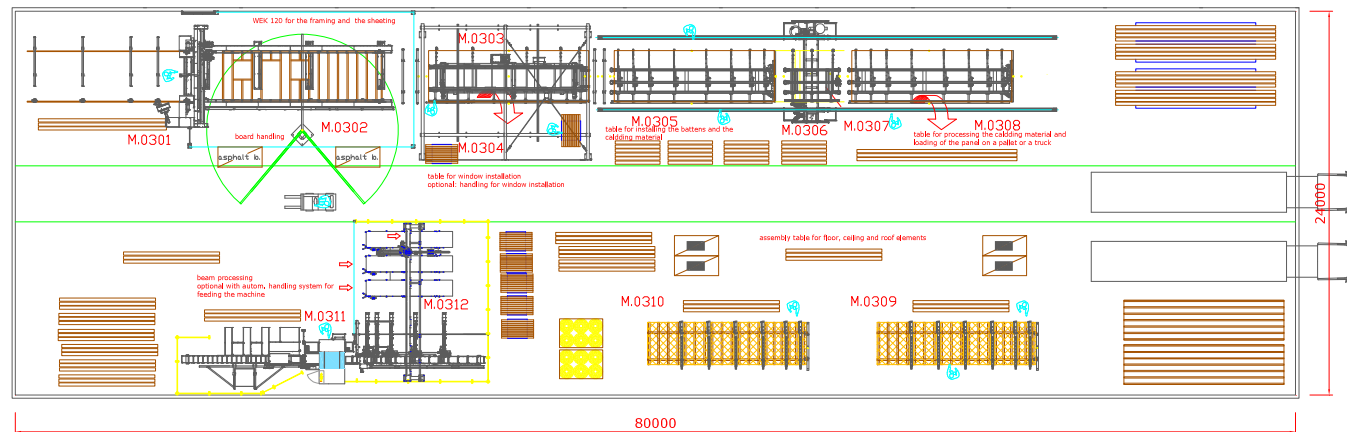 WEK 120 for the framing and the sheeting
M.0303
M.0301
M.0302
board handling
asphalt b.
asphalt b.
M.0304
M.0305
table for installing the battens and the
caldding material
M.0306
M.0307
M.0308
table for processing the caldding material and
loading of the panel on a pallet or a truck
table for window installation
optional: handling for window installation
24000
assembly table for floor, ceiling and roof elements
beam processing
optional with autom, handling system for
feeding the machine
M.0312
M.0311
M.0310
M.0309
80000